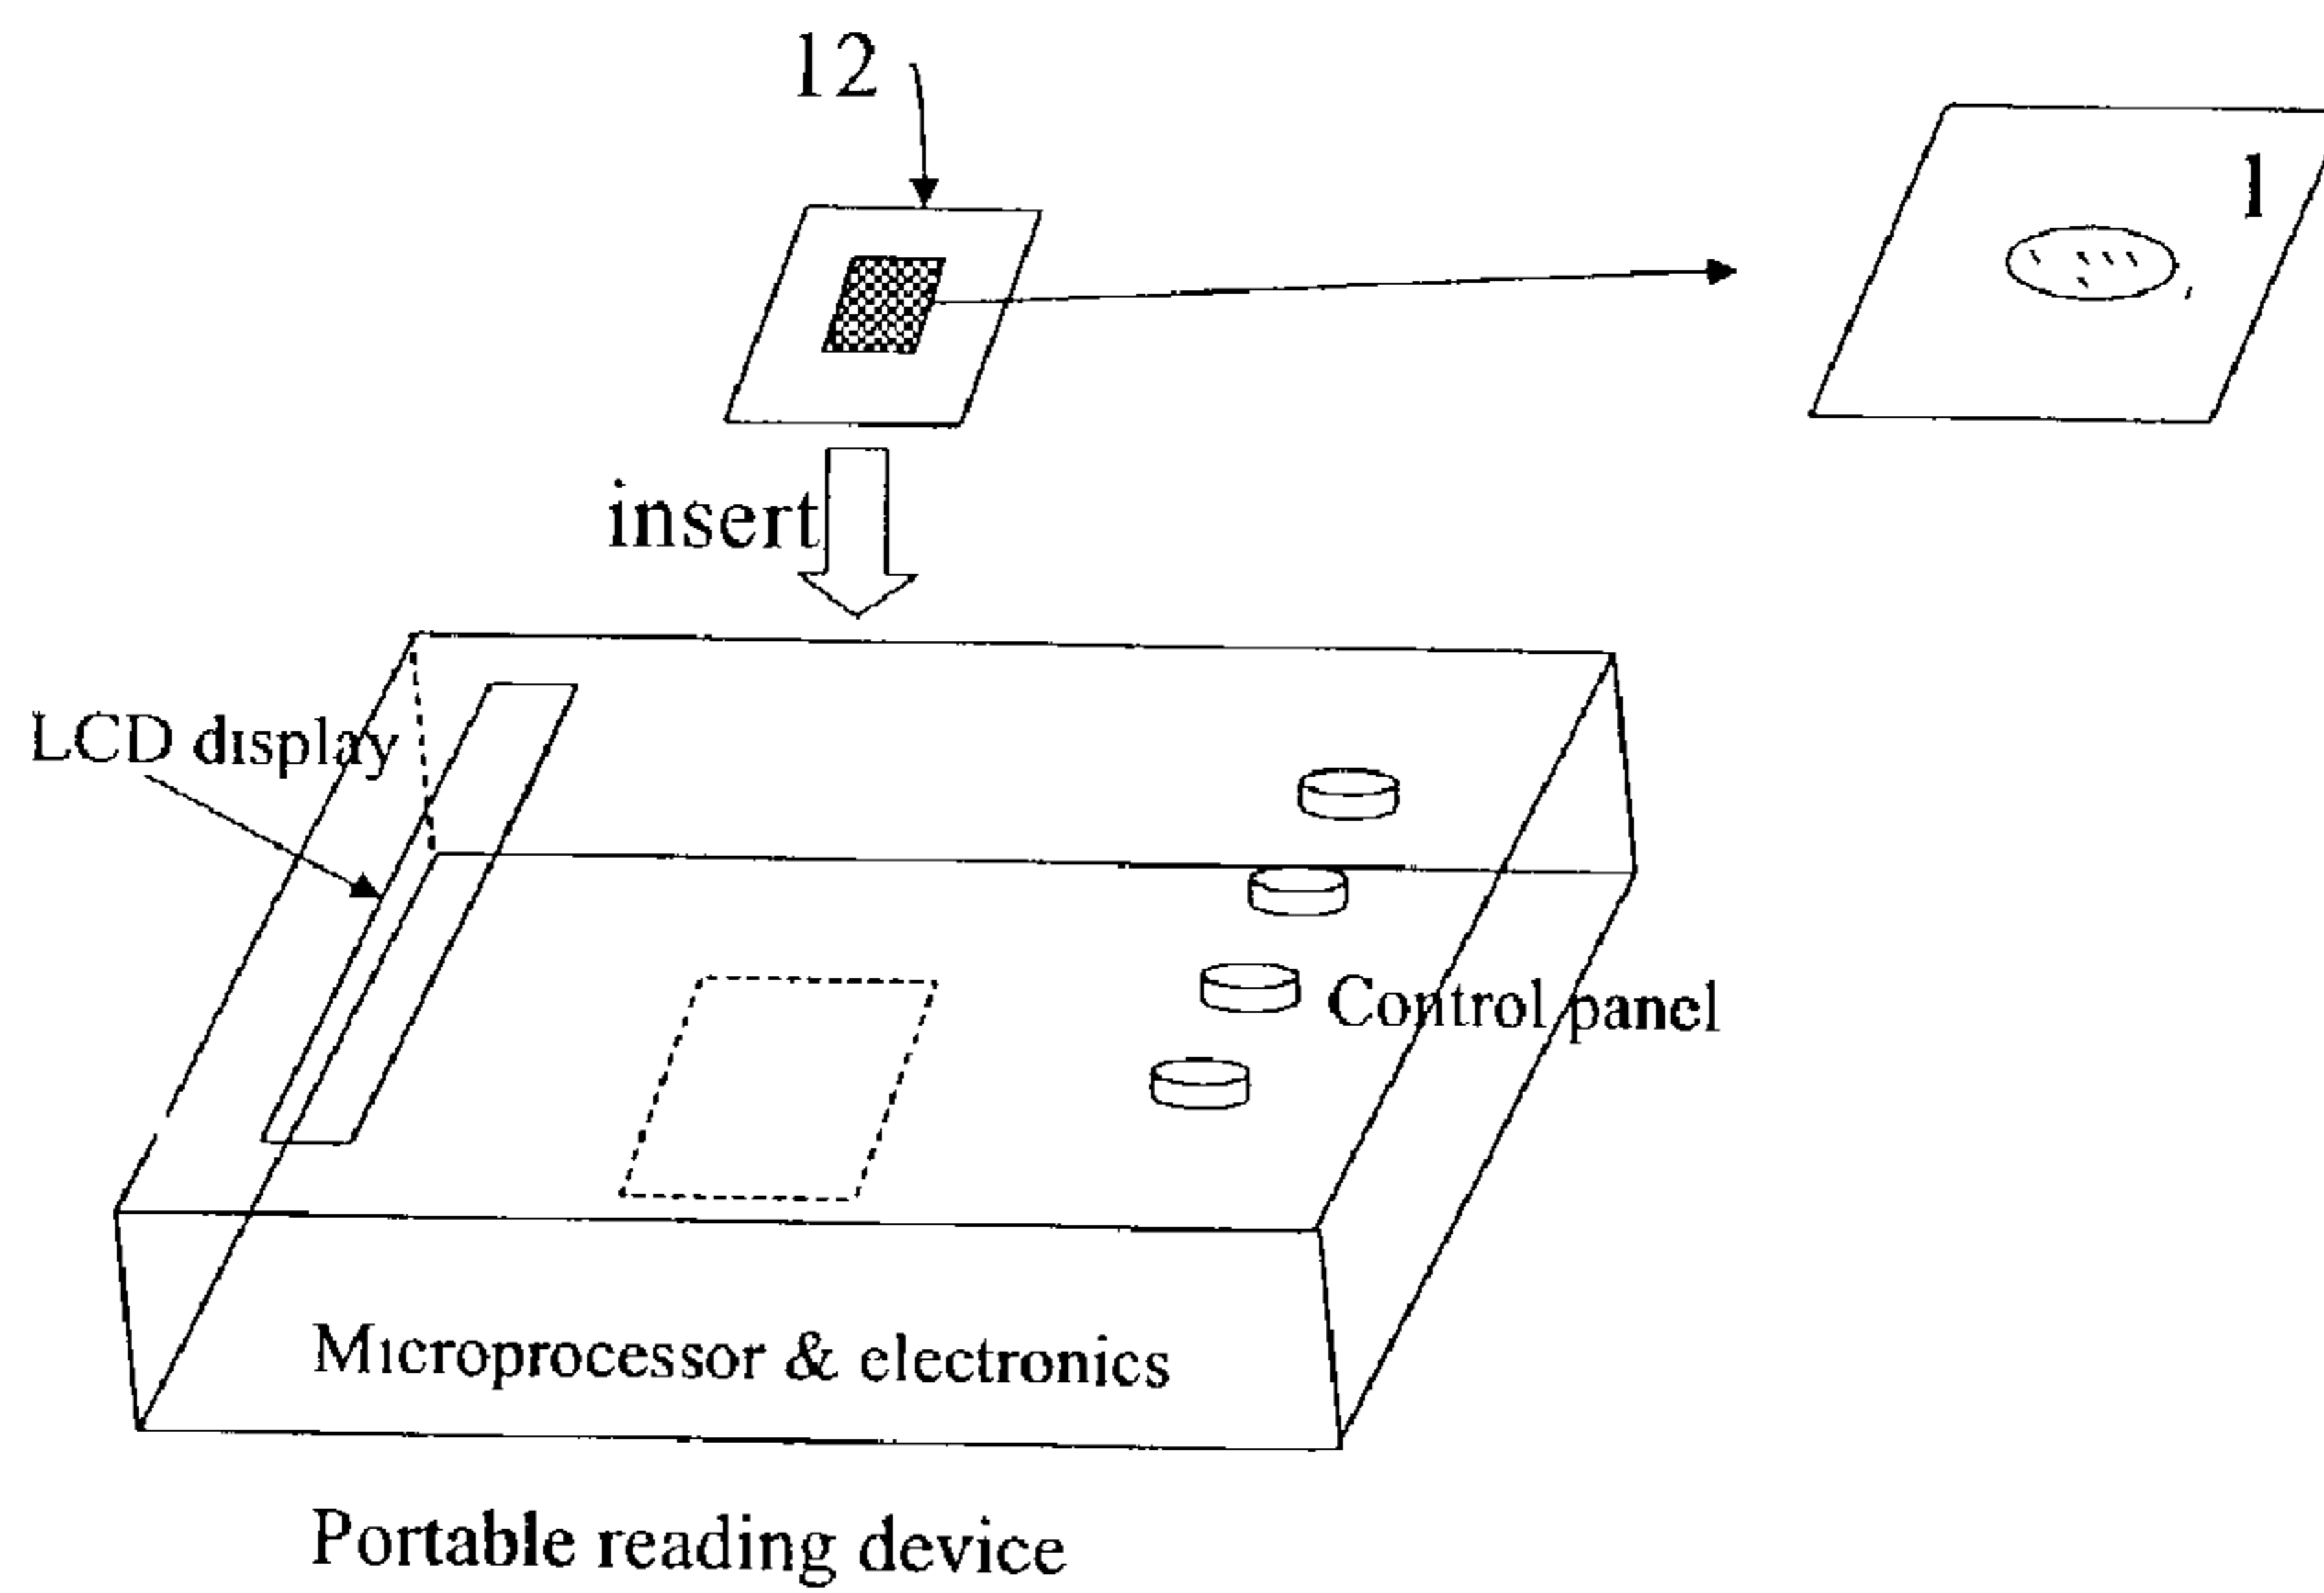 12
1
insert
LCD display
Control panel
Microprocessor & electronics
Portable reading device